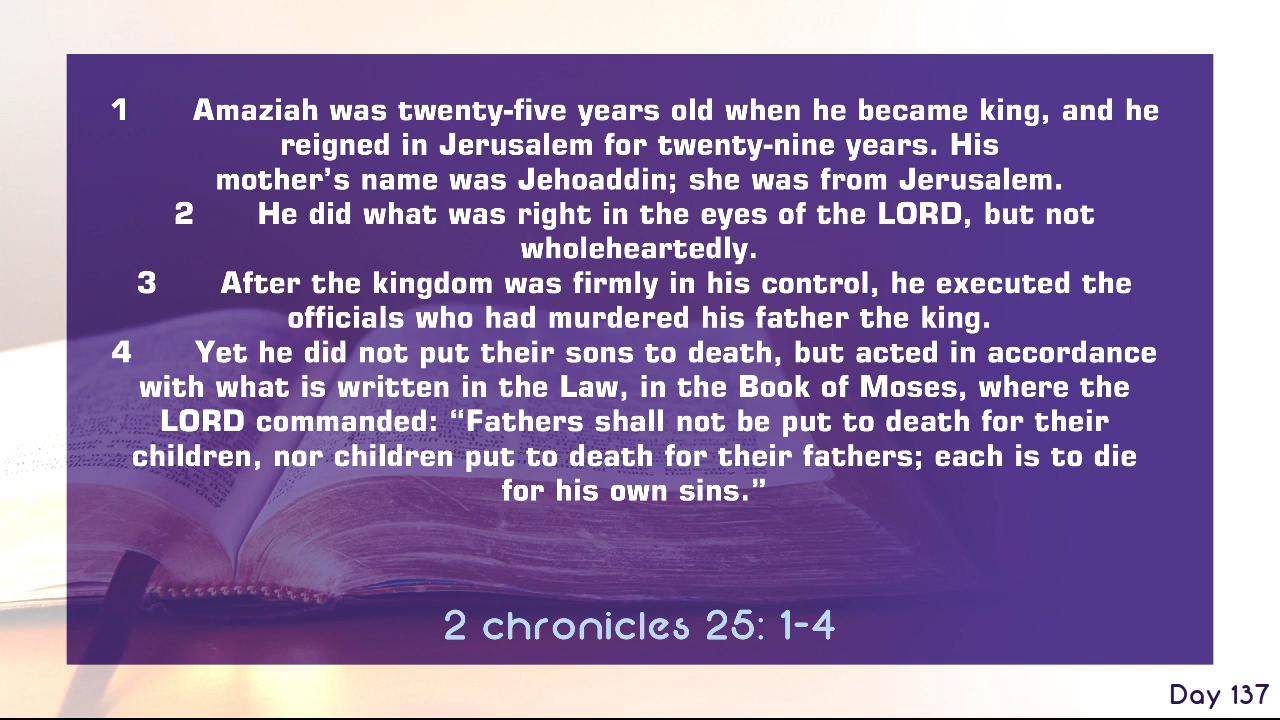 1 Amaziah was twenty-five years old when he became king, and he
reigned in Jerusalem for twenty-nine years. His
mother’s name was Jehoaddin; she was from Jerusalem.
2 He did what was right in the eyes of the LORD, but not
wholeheartedly.
3 After the kingdom was firmly in his control, he executed the
officials who had murdered his father the king.
4 Yet he did not put their sons to death, but acted in accordance
with what is written in the Law, in the Book of Moses, where the
LORD commanded: “Fathers shall not be put to death for their
children, nor children put to death for their fathers; each is to die
for his own sins.”
2 chronicles 25: 1-4
Day 137